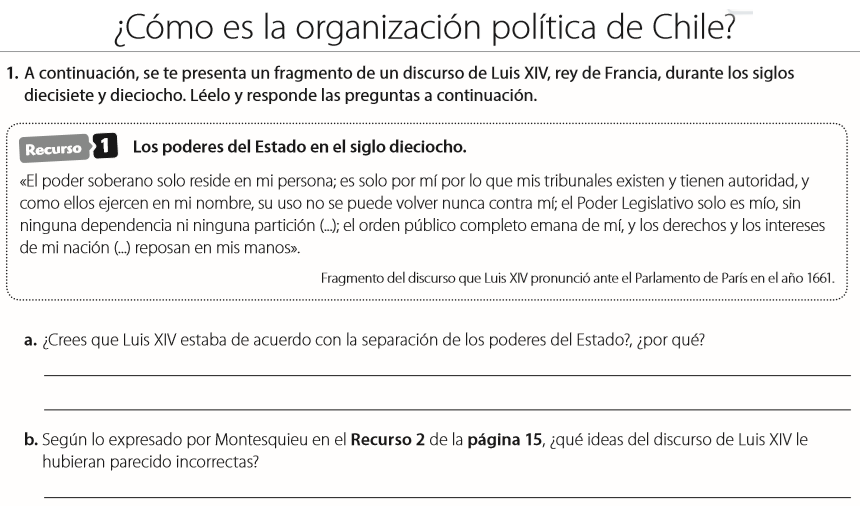 ¿Cómo es la organización política de Chile?
1. A continuación, se te presenta un fragmento de un discurso de Luis XIV, rey de Francia, durante los siglos
diecisiete y dieciocho. Léelo y responde las preguntas a continuación.
Recurso 1 Los poderes del Estado en el siglo dieciocho.
«El poder soberano solo reside en mi persona; es solo por mí por lo que mis tribunales existen y tienen autoridad, y
como ellos ejercen en mi nombre, su uso no se puede volver nunca contra mí; el Poder Legislativo solo es mío, sin
ninguna dependencia ni ninguna partición (...); el orden público completo emana de mí, y los derechos y los intereses
de mi nación (...) reposan en mis manos».
Fragmento del discurso que Luis XIV pronunció ante el Parlamento de París en el año 1661.
a. ¿Crees que Luis XIV estaba de acuerdo con la separación de los poderes del Estado?, ¿por qué?
b. Según lo expresado por Montesquieu en el Recurso 2 de la página 15, ¿qué ideas del discurso de Luis XIV le
hubieran parecido incorrectas?